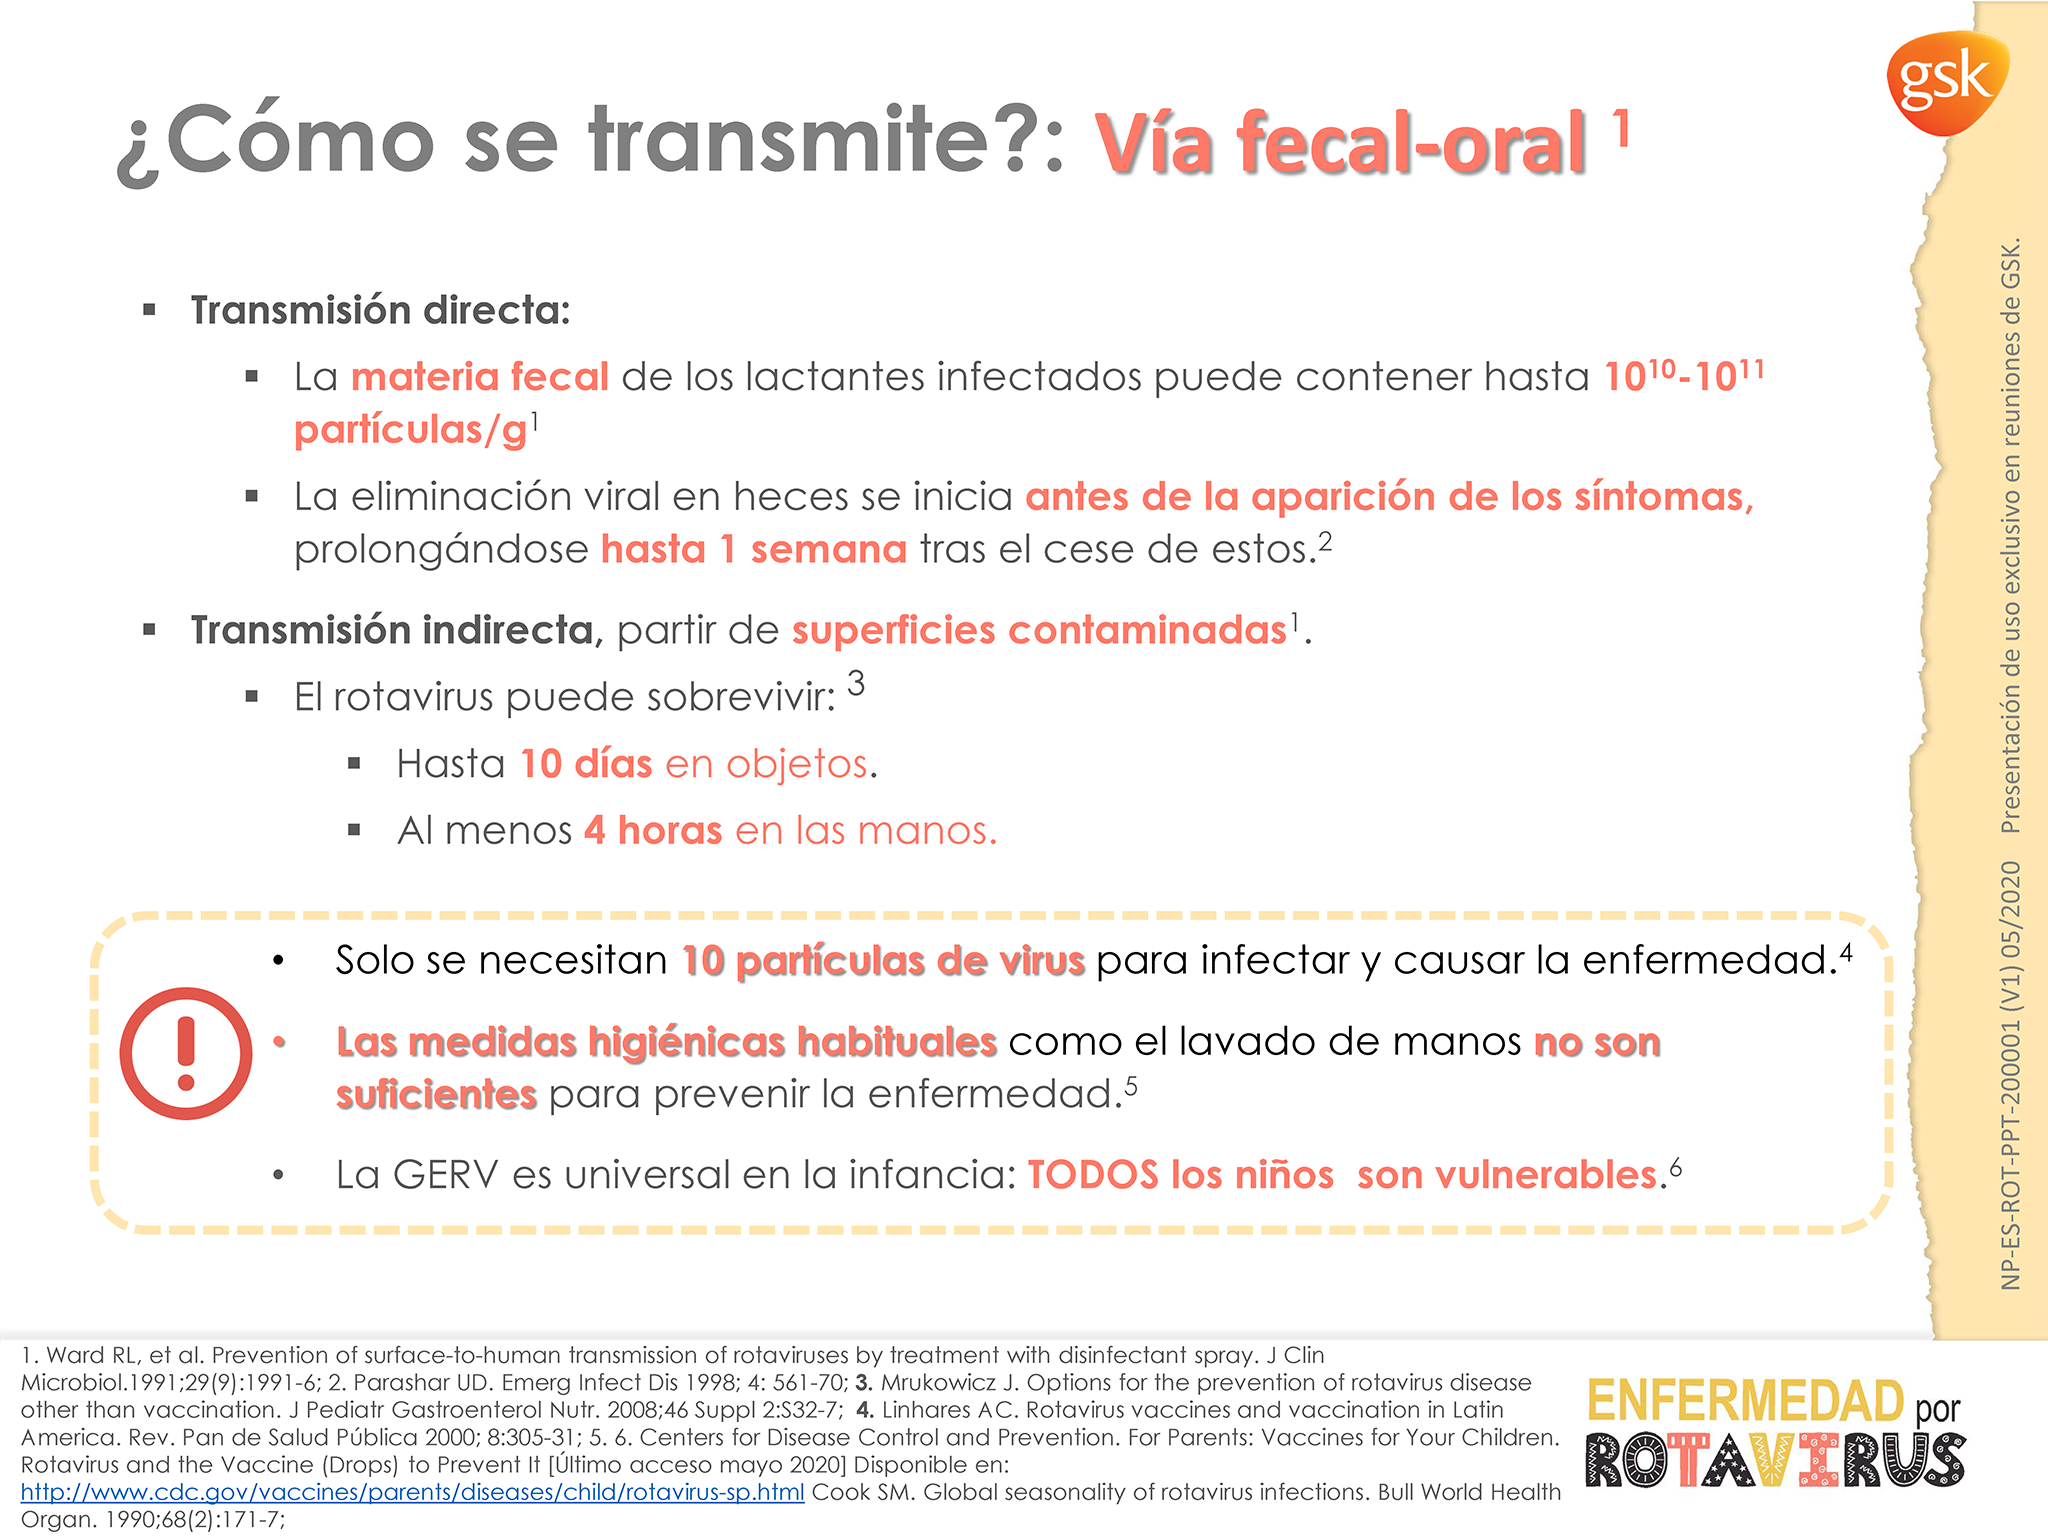 gsk
¿Cómo se transmite?: Vía fecal-oral ¹
▪ Transmisión directa:
▪ La materia fecal de los lactantes infectados puede contener hasta 10¹⁰-10¹¹
partículas/g¹
▪ La eliminación viral en heces se inicia antes de la aparición de los síntomas,
prolongándose hasta 1 semana tras el cese de estos.²
▪ Transmisión indirecta, partir de superficies contaminadas¹.
▪ El rotavirus puede sobrevivir: ³
▪ Hasta 10 días en objetos.
▪ Al menos 4 horas en las manos.
• Solo se necesitan 10 partículas de virus para infectar y causar la enfermedad.⁴
• Las medidas higiénicas habituales como el lavado de manos no son
suficientes para prevenir la enfermedad.⁵
• La GERV es universal en la infancia: TODOS los niños  son vulnerables.⁶
NP-ES-ROT-PPT-200001 (V1) 05/2020    Presentación de uso exclusivo en reuniones de GSK.
1. Ward RL, et al. Prevention of surface-to-human transmission of rotaviruses by treatment with disinfectant spray. J Clin
Microbiol.1991;29(9):1991-6; 2. Parashar UD. Emerg Infect Dis 1998; 4: 561-70; 3. Mrukowicz J. Options for the prevention of rotavirus disease
other than vaccination. J Pediatr Gastroenterol Nutr. 2008;46 Suppl 2:S32-7;  4. Linhares AC. Rotavirus vaccines and vaccination in Latin
America. Rev. Pan de Salud Pública 2000; 8:305-31; 5. 6. Centers for Disease Control and Prevention. For Parents: Vaccines for Your Children.
Rotavirus and the Vaccine (Drops) to Prevent It [Último acceso mayo 2020] Disponible en:
http://www.cdc.gov/vaccines/parents/diseases/child/rotavirus-sp.html Cook SM. Global seasonality of rotavirus infections. Bull World Health
Organ. 1990;68(2):171-7;
ENFERMEDAD por
ROTAVIRUS